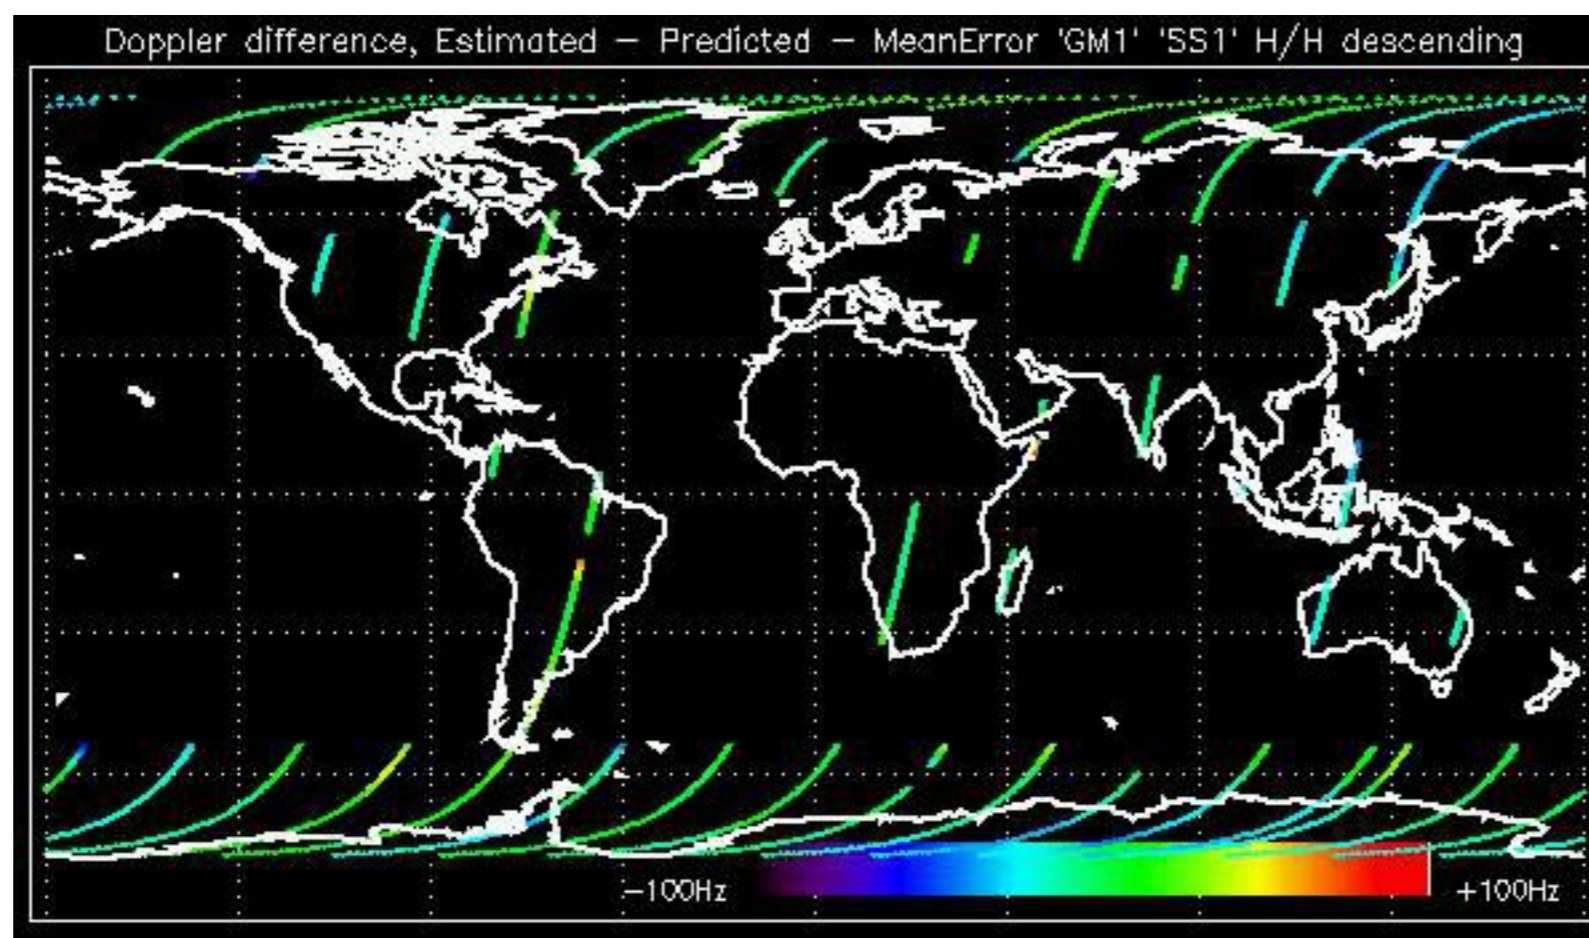 Doppler difference, Estimated - Predicted - MeanError 'GM1' 'SS1' H/H descending
-100Hz +100Hz